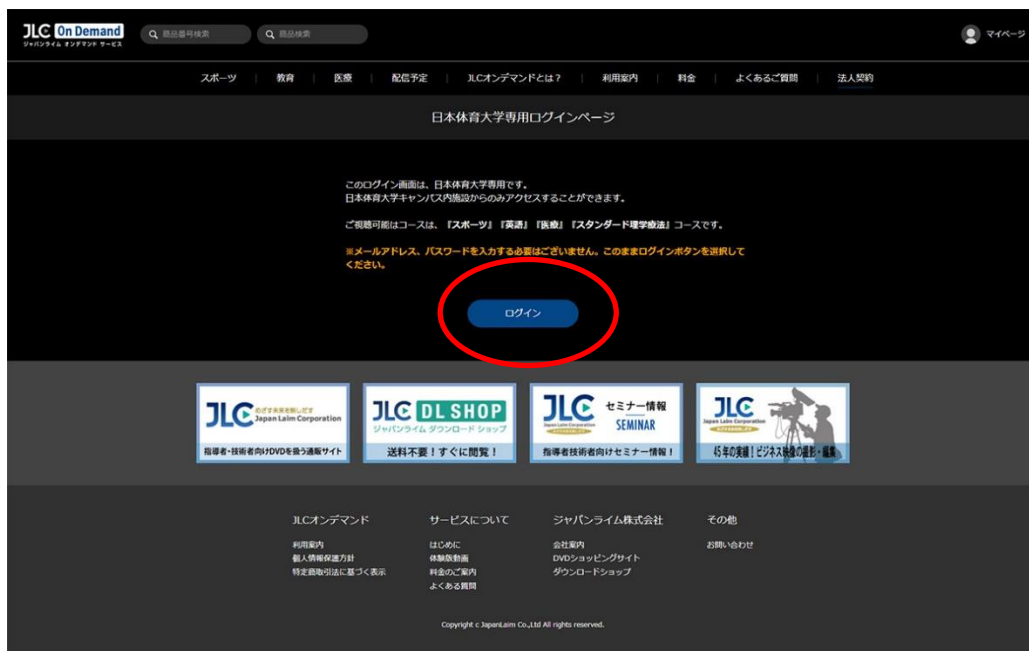 JLC On Demand
ジャパンライム オンデマンド サービス
商品番号検索
商品検索
マイページ
スポーツ
教育
医療
配信予定
JLCオンデマンドとは？
利用案内
料金
よくあるご質問
法人契約
日本体育大学専用ログインページ
このログイン画面は、日本体育大学専用です。
日本体育大学キャンパス内施設からのみアクセスすることができます。
ご視聴可能はコースは、『スポーツ』『英語』『医療』『スタンダード理学療法』コースです。
※メールアドレス、パスワードを入力する必要はございません。このままログインボタンを選択して
ください。
ログイン
JLC
めざす未来を映しだす
Japan Laim Corporation
指導者・技術者向けDVDを扱う通販サイト
JLC DL SHOP
ジャパンライム ダウンロード ショップ
送料不要！すぐに閲覧！
JLC
Japan Laim Corporation
セミナー情報
SEMINAR
指導者技術者向けセミナー情報！
JLC
Japan Laim Corporation
45年の実績！ビジネス映像の撮影・編集
JLCオンデマンド
利用案内
個人情報保護方針
特定商取引法に基づく表示
サービスについて
はじめに
体験版動画
料金のご案内
よくある質問
ジャパンライム株式会社
会社案内
DVDショッピングサイト
ダウンロードショップ
その他
お問い合わせ
Copyright c JapanLaim Co.,Ltd All rights reserved.